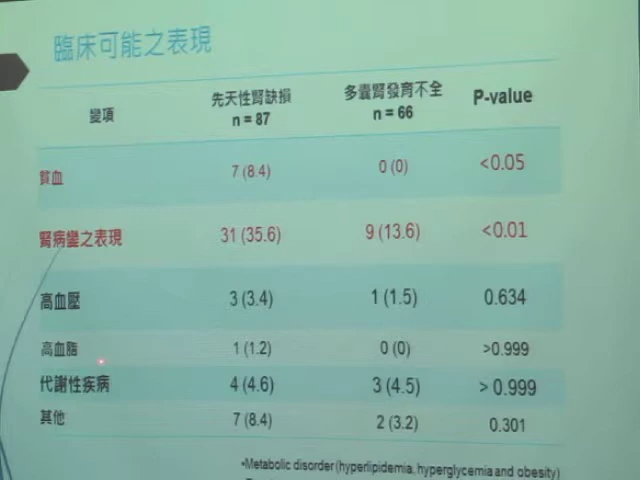 臨床可能之表現
變項 先天性腎缺損 n = 87 多囊腎發育不全 n = 66 P-value
貧血 7 (8.4) 0 (0) <0.05
腎病變之表現 31 (35.6) 9 (13.6) <0.01
高血壓 3 (3.4) 1 (1.5) 0.634
高血脂 1 (1.2) 0 (0) >0.999
代謝性疾病 4 (4.6) 3 (4.5) > 0.999
其他 7 (8.4) 2 (3.2) 0.301
•Metabolic disorder (hyperlipidemia, hyperglycemia and obesity)